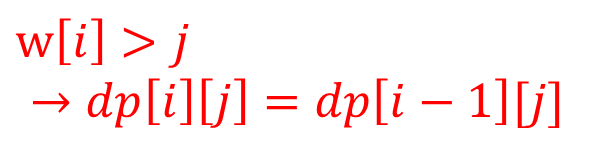 w[i] > j
→ dp[i][j] = dp[i − 1][j]